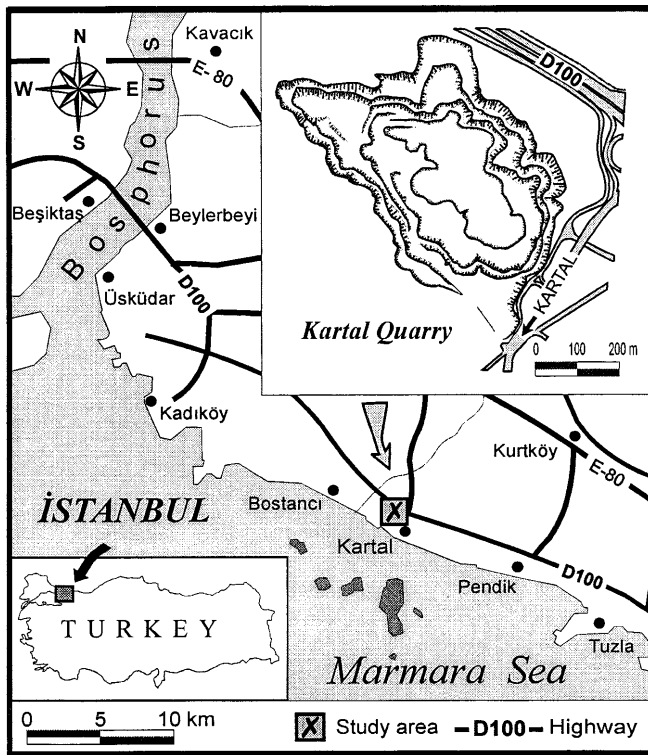 Kavacık
N
W E
S
E-80
Bosphorus
D100
Beşiktaş
Beylerbeyi
Üsküdar
D100
KARTAL
Kartal Quarry
0 100 200 m
Kadıköy
Kurtköy
E-80
Bostancı
X
İSTANBUL
Kartal
Pendik
D100
TURKEY
Tuzla
Marmara Sea
0 5 10 km
X Study area D100 Highway